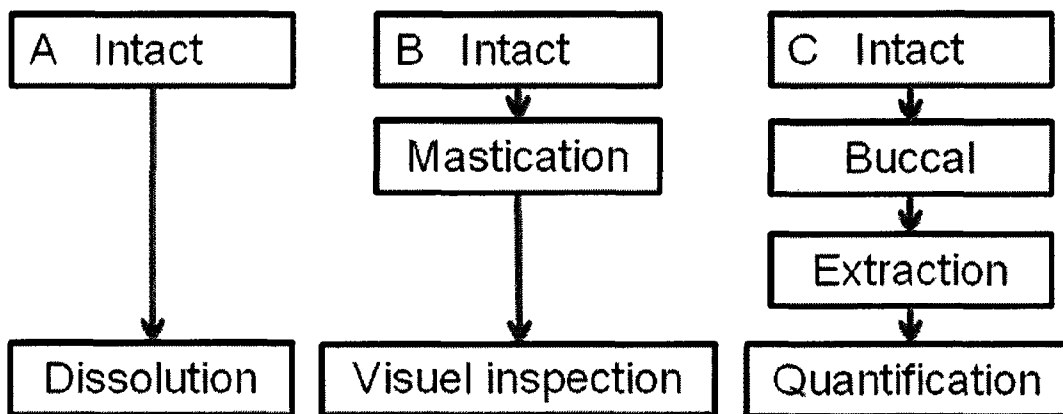 A Intact
Dissolution
B Intact
Mastication
Visuel inspection
C Intact
Buccal
Extraction
Quantification